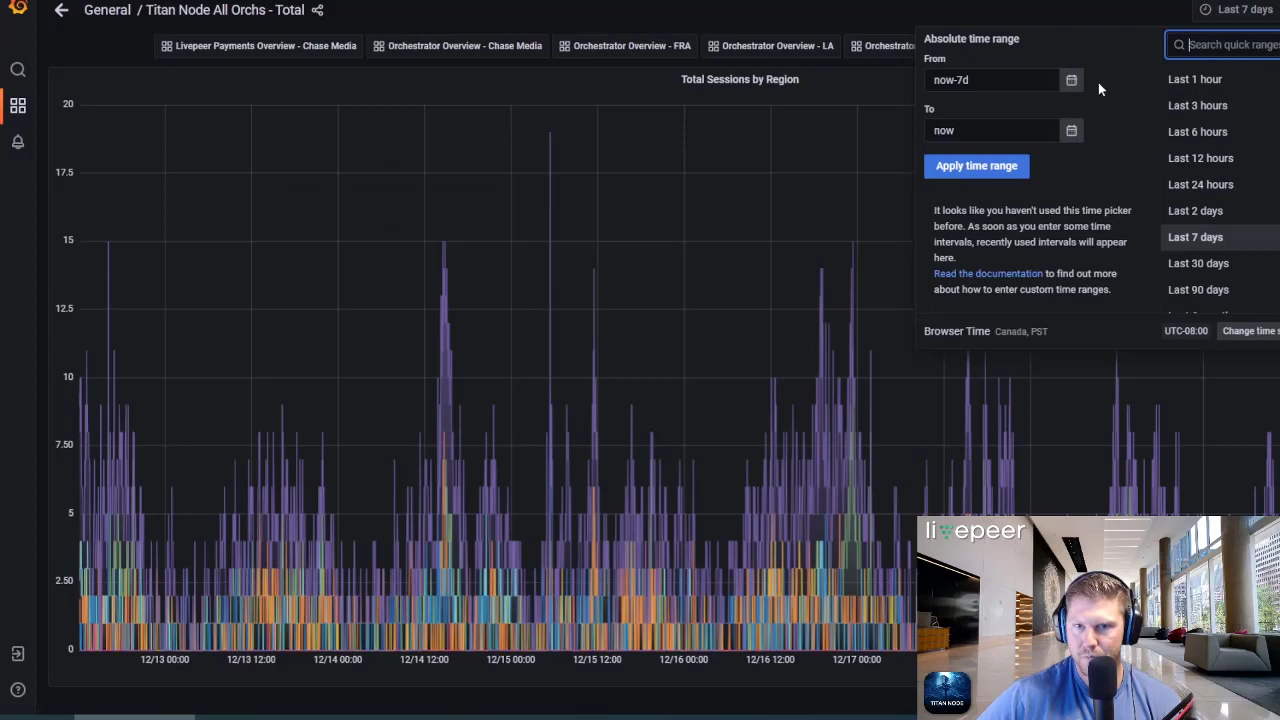 General / Titan Node All Orchs - Total
Last 7 days
Livepeer Payments Overview - Chase Media
Orchestrator Overview - Chase Media
Orchestrator Overview - FRA
Orchestrator Overview - LA
Orchestrator
Total Sessions by Region
20
17.5
15
12.5
10
7.50
5
2.50
0
12/13 00:00
12/13 12:00
12/14 00:00
12/14 12:00
12/15 00:00
12/15 12:00
12/16 00:00
12/16 12:00
12/17 00:00
Absolute time range
From
now-7d
To
now
Apply time range
It looks like you haven't used this time picker
before. As soon as you enter some time
intervals, recently used intervals will appear
here.
Read the documentation to find out more
about how to enter custom time ranges.
Search quick range
Last 1 hour
Last 3 hours
Last 6 hours
Last 12 hours
Last 24 hours
Last 2 days
Last 7 days
Last 30 days
Last 90 days
Browser Time Canada, PST
UTC-08:00
Change time s
livepeer
TITAN NODE